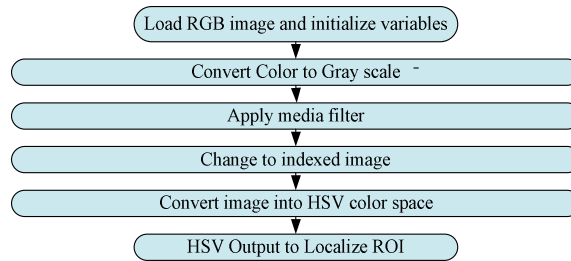 Load RGB image and initialize variables
Convert Color to Gray scale -
Apply media filter
Change to indexed image
Convert image into HSV color space
HSV Output to Localize ROI